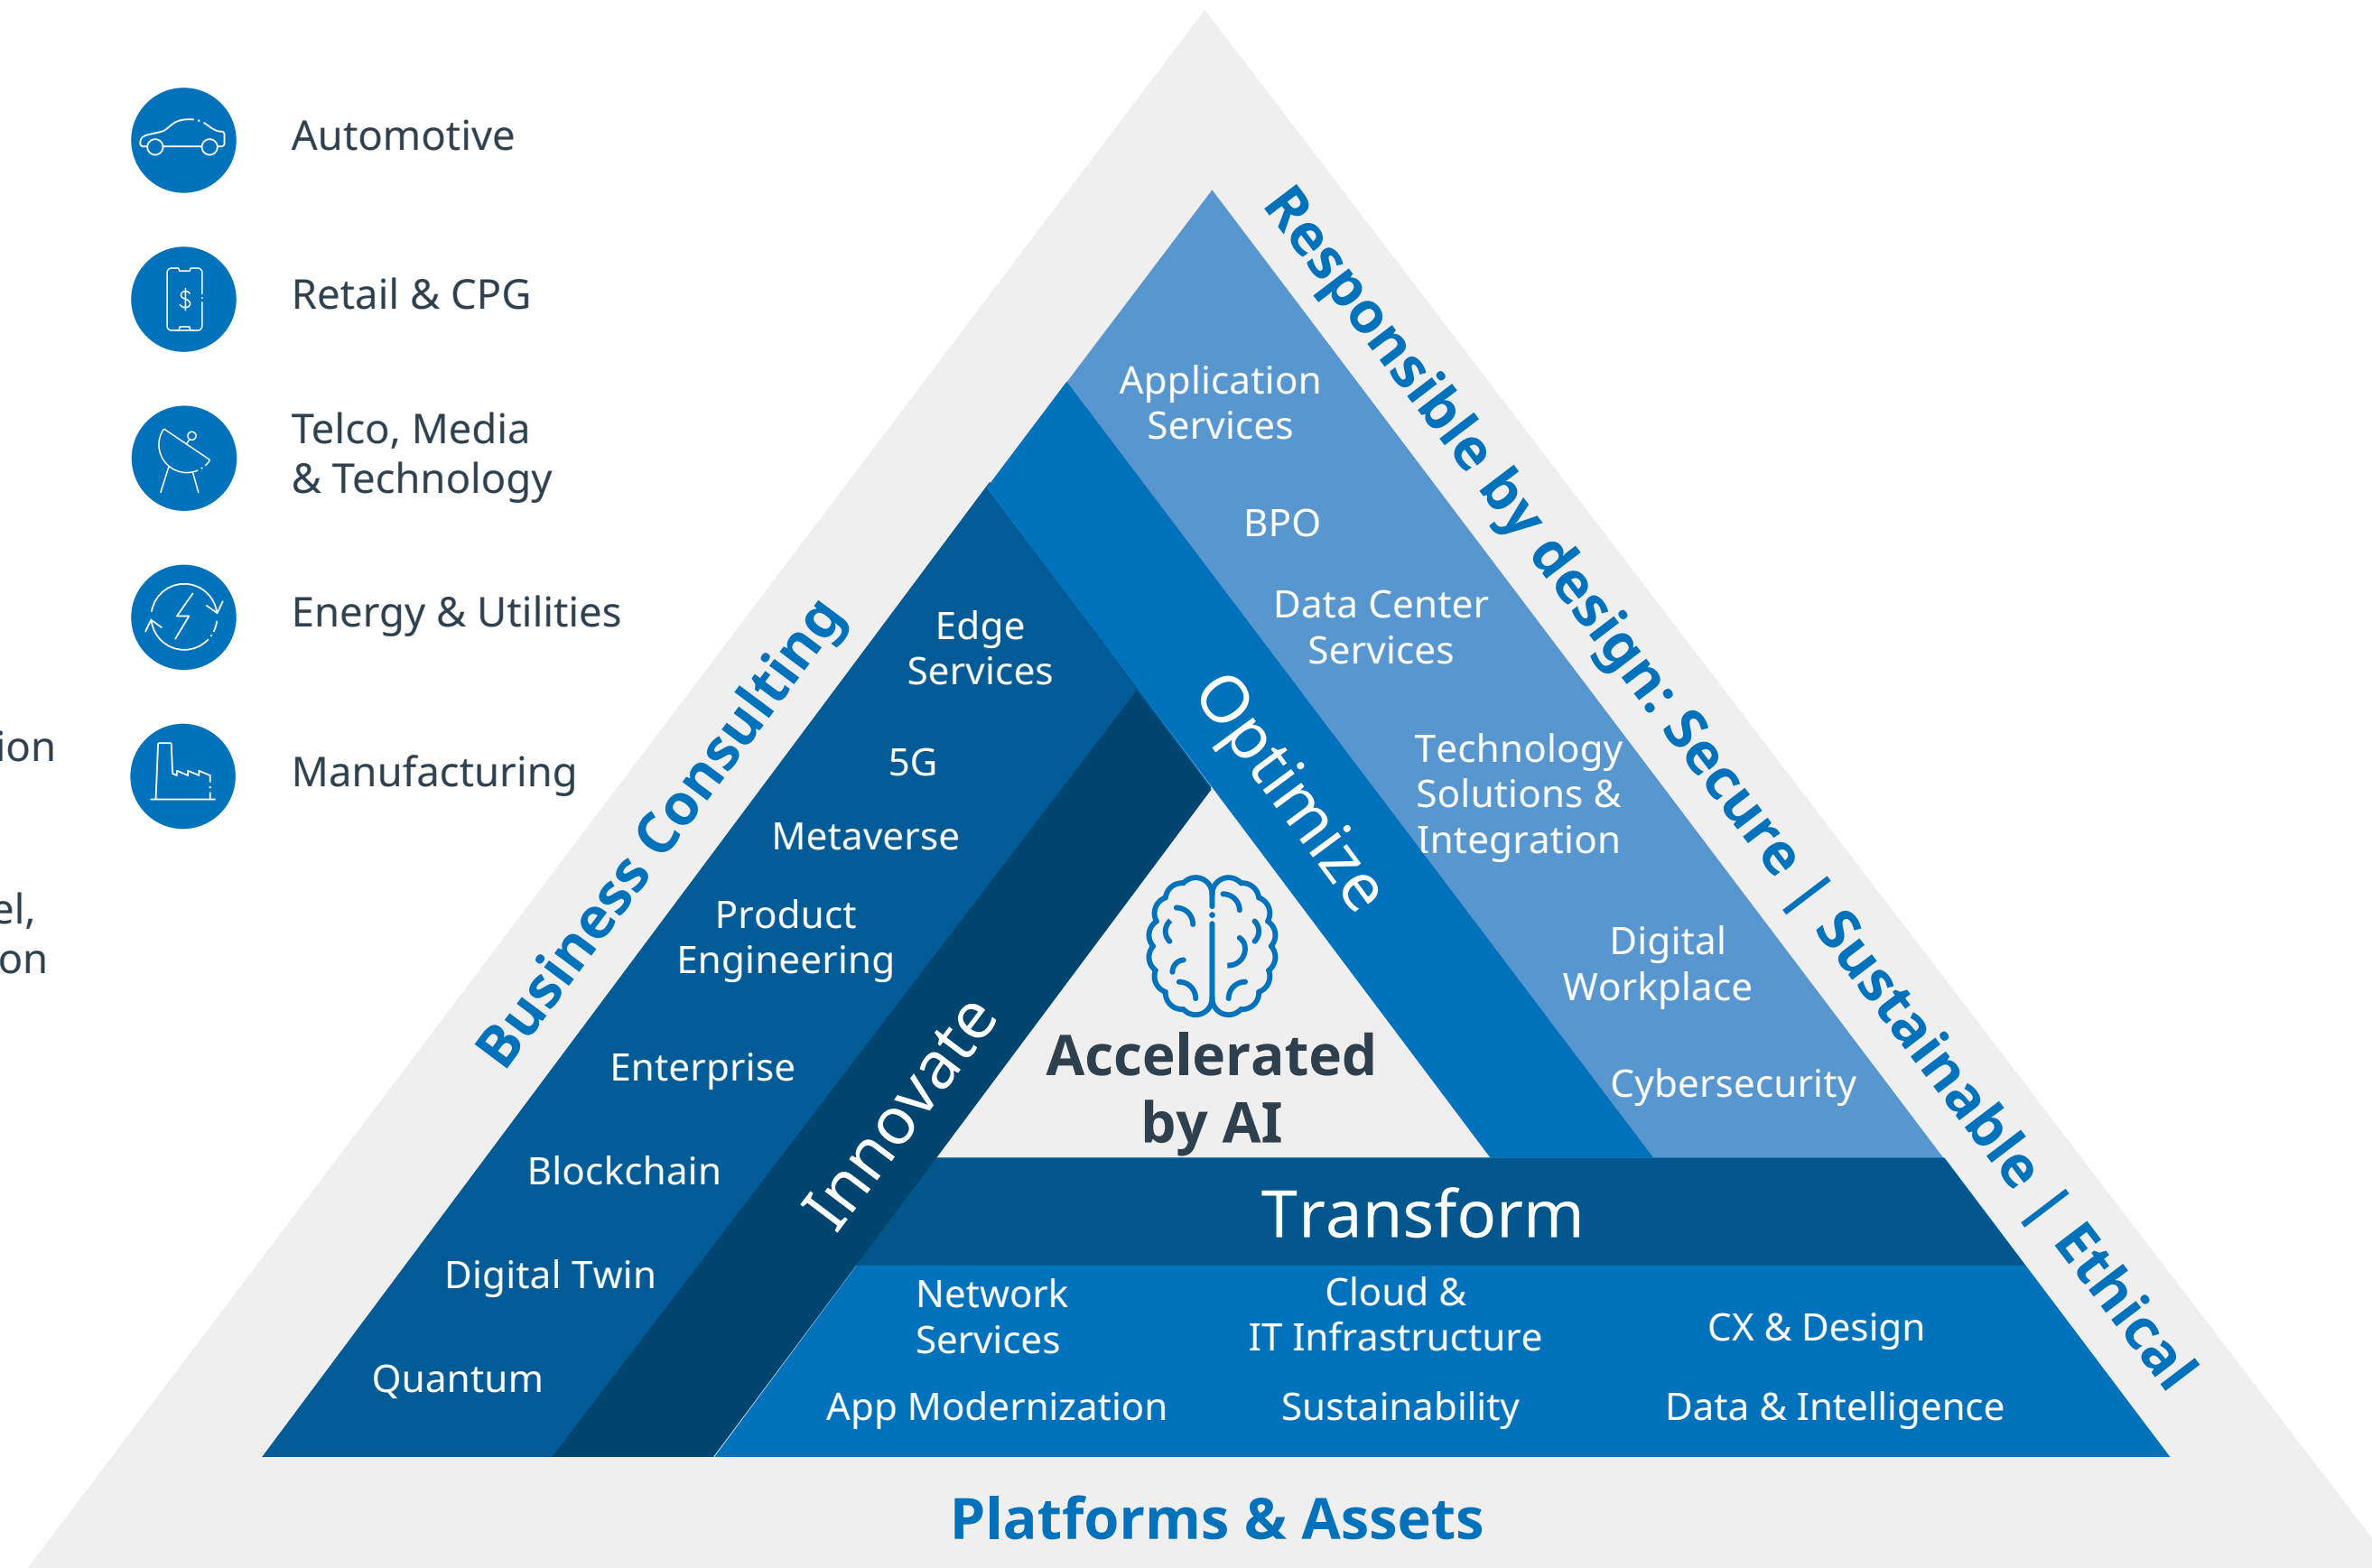 Automotive
Retail & CPG
Telco, Media
& Technology
Energy & Utilities
Manufacturing
ion
el,
on
Business Consulting
Responsible by design: Secure | Sustainable | Ethical
Platforms & Assets
Optimize
Application
Services
BPO
Data Center
Services
Technology
Solutions &
Integration
Digital
Workplace
Cybersecurity
Innovate
Edge
Services
5G
Metaverse
Product
Engineering
Enterprise
Blockchain
Digital Twin
Quantum
Accelerated
by AI
Transform
Network
Services
Cloud &
IT Infrastructure
CX & Design
App Modernization
Sustainability
Data & Intelligence
$